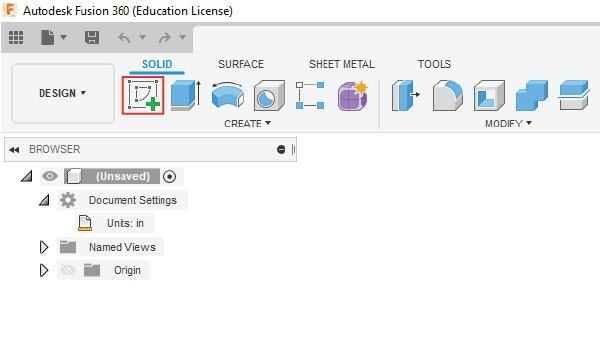 Autodesk Fusion 360 (Education License)
SOLID SURFACE SHEET METAL TOOLS
DESIGN
CREATE MODIFY
BROWSER
(Unsaved)
Document Settings
Units: in
Named Views
Origin